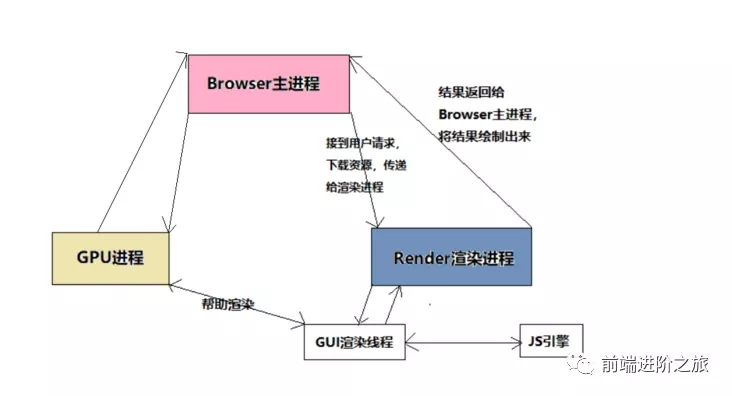 Browser主进程
结果返回给
Browser主进程，
将结果绘制出来
接到用户请求，
下载资源，传递
给渲染进程
GPU进程
Render渲染进程
帮助渲染
GUI渲染线程
JS引擎
前端进阶之旅